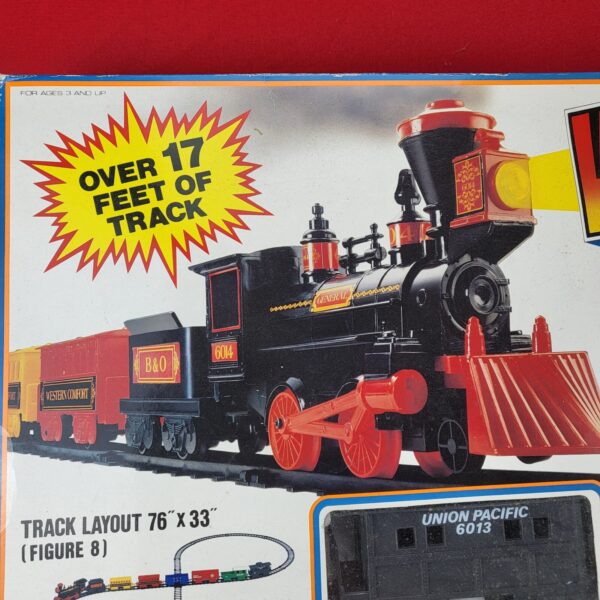 FOR AGES 3 AND UP
OVER 17
FEET OF
TRACK
GENERAL
6014
B&O
WESTERN COMFORT
TRACK LAYOUT 76" X 33"
(FIGURE 8)
UNION PACIFIC
6013